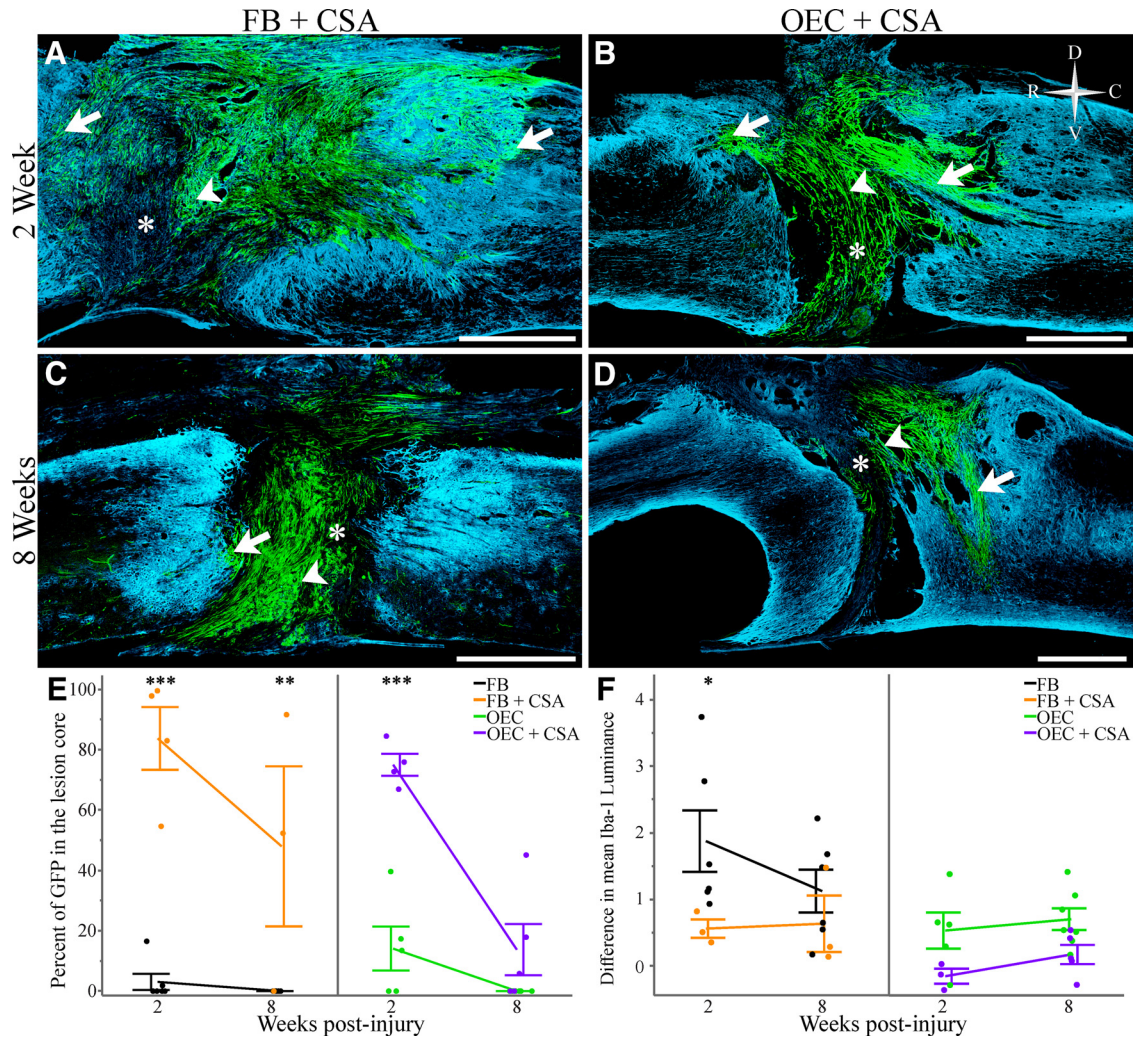 FB + CSA
OEC + CSA
2 Week
8 Weeks
A
*
B
D
R
C
V
*
C
*
D
*
E
***
**
***
FB
FB + CSA
OEC
OEC + CSA
Percent of GFP in the lesion core
100
80
60
40
20
0
2
8
2
8
Weeks post-injury
F
*
FB
FB + CSA
OEC
OEC + CSA
Difference in mean Iba-1 Luminance
4
3
2
1
0
2
8
2
8
Weeks post-injury